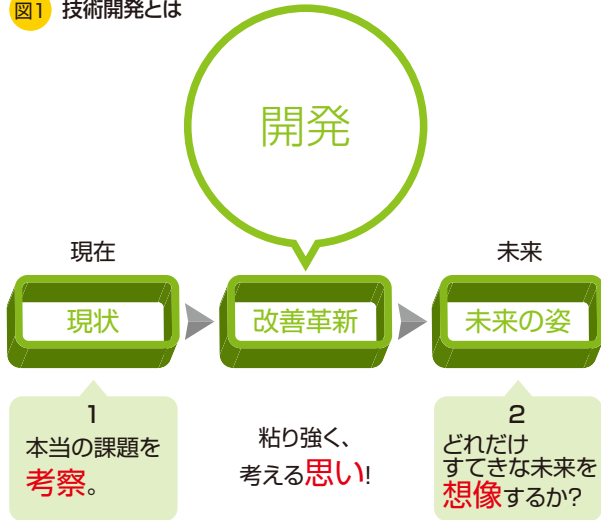 図1 技術開発とは
開発
現在
未来
現状
改善革新
未来の姿
1
本当の課題を
考察。
粘り強く、
考える思い!
2
どれだけ
すてきな未来を
想像するか?